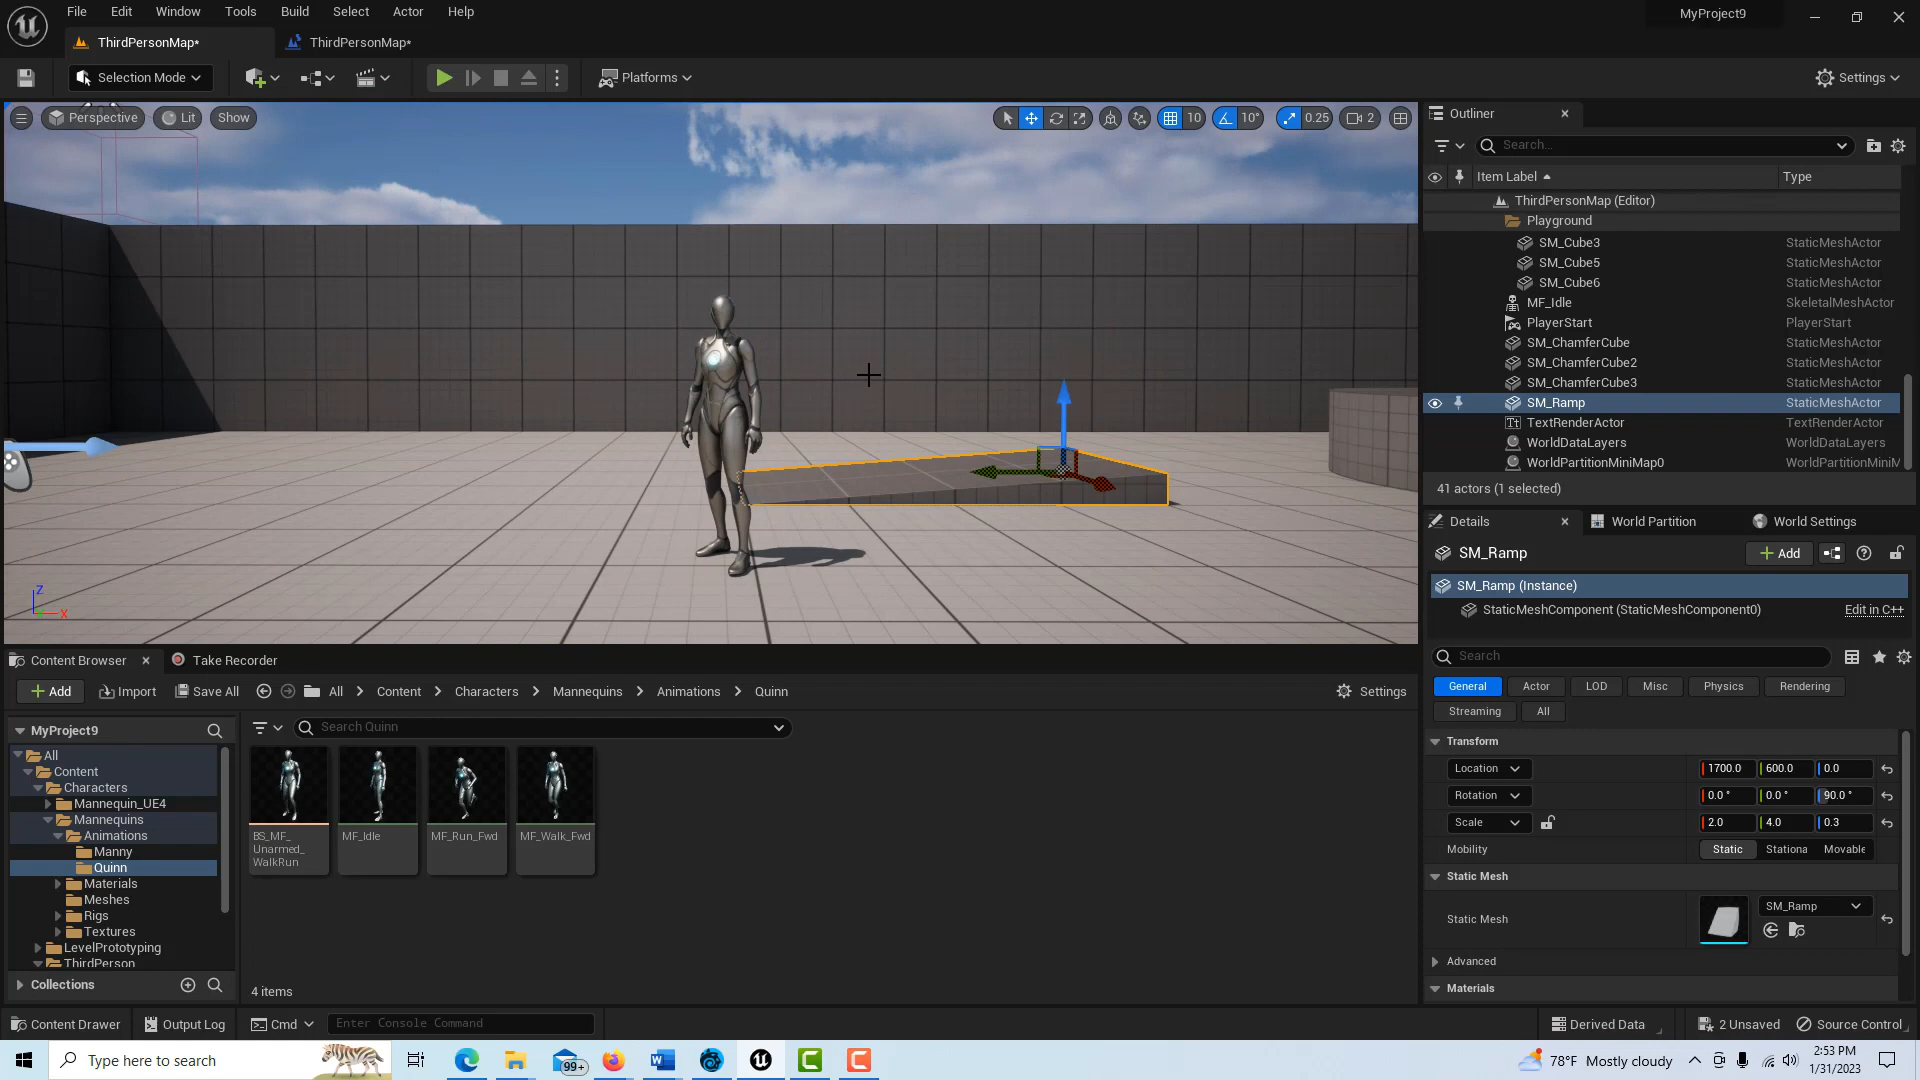 File Edit Window Tools Build Select Actor Help
MyProject9
ThirdPersonMap*
ThirdPersonMap*
Selection Mode
Platforms
Settings
Perspective
Lit
Show
10
10°
0.25
2
Z
X
Outliner
Search...
Item Label
Type
ThirdPersonMap (Editor)
Playground
SM_Cube3 StaticMeshActor
SM_Cube5 StaticMeshActor
SM_Cube6 StaticMeshActor
MF_Idle SkeletalMeshActor
PlayerStart PlayerStart
SM_ChamferCube StaticMeshActor
SM_ChamferCube2 StaticMeshActor
SM_ChamferCube3 StaticMeshActor
SM_Ramp StaticMeshActor
TextRenderActor TextRenderActor
WorldDataLayers WorldDataLayers
WorldPartitionMiniMap0 WorldPartitionMiniM
41 actors (1 selected)
Details
World Partition
World Settings
SM_Ramp
Add
SM_Ramp (Instance)
StaticMeshComponent (StaticMeshComponent0)
Edit in C++
Search
General Actor LOD Misc Physics Rendering
Streaming All
Transform
Location 1700.0 600.0 0.0
Rotation 0.0 ° 0.0 ° 90.0 °
Scale 2.0 4.0 0.3
Mobility Static Stationa Movable
Static Mesh
Static Mesh
SM_Ramp
Advanced
Materials
Content Browser
Take Recorder
Add Import Save All All Content Characters Mannequins Animations Quinn
Settings
MyProject9
Search Quinn
All
Content
Characters
Mannequin_UE4
Mannequins
Animations
Manny
Quinn
Materials
Meshes
Rigs
Textures
LevelPrototyping
ThirdPerson
Collections
BS_MF_
Unarmed_
WalkRun
MF_Idle
MF_Run_Fwd
MF_Walk_Fwd
4 items
Content Drawer
Output Log
Cmd
Enter Console Command
Derived Data
2 Unsaved
Source Control
Type here to search
99+
78°F Mostly cloudy
2:53 PM
1/31/2023